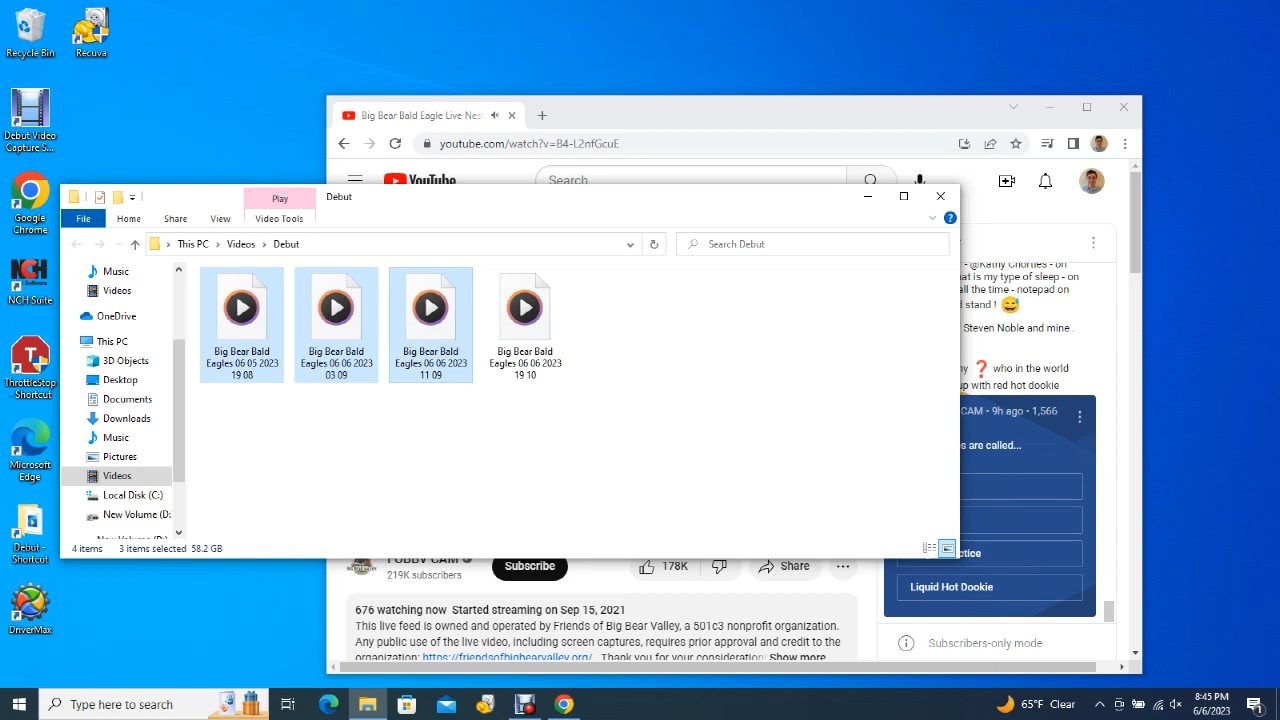 Recycle Bin
Recuva
Debut Video
Capture S...
Google
Chrome
NCH Suite
ThrottleStop
- Shortcut
Microsoft
Edge
Debut -
Shortcut
DriverMax
Big Bear Bald Eagle Live Nest
youtube.com/watch?v=B4-L2nfGcuE
YouTube
Search
Play
Debut
File
Home
Share
View
Video Tools
This PC
Videos
Debut
Search Debut
Music
Videos
OneDrive
This PC
3D Objects
Desktop
Documents
Downloads
Music
Pictures
Videos
Local Disk (C:)
New Volume (D:
Big Bear Bald
Eagles 06 05 2023
19 08
Big Bear Bald
Eagles 06 06 2023
03 09
Big Bear Bald
Eagles 06 06 2023
11 09
Big Bear Bald
Eagles 06 06 2023
19 10
4 items
3 items selected 58.2 GB
- @Kathy Chortles - on
at is my type of sleep - on
all the time - notepad on
d stand !
Steven Noble and mine .
ny ❓ who in the world
up with red hot dookie
CAM • 9h ago • 1,566
es are called...
ctice
Liquid Hot Dookie
Subscribers-only mode
FOBBV CAM
219K subscribers
Subscribe
178K
Share
676 watching now Started streaming on Sep 15, 2021
This live feed is owned and operated by Friends of Big Bear Valley, a 501c3 nonprofit organization.
Any public use of the live video, including screen captures, requires prior approval and credit to the
organization: https://friendsofbigbearvalley.org/ . Thank you for your consideration Show more
Type here to search
65°F Clear
8:45 PM
6/6/2023
1